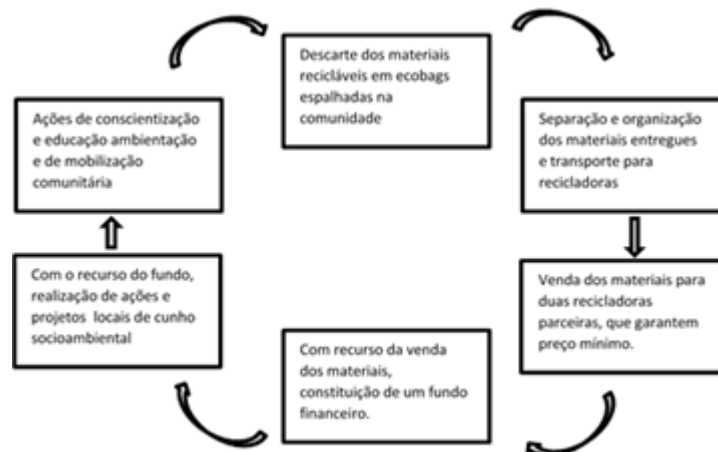 Descarte dos materiais
recicláveis em ecobags
espalhadas na
comunidade
Separação e organização
dos materiais entregues
e transporte para
recicladoras
Venda dos materiais para
duas recicladoras
parceiras, que garantem
preço mínimo.
Com recurso da venda
dos materiais,
constituição de um fundo
financeiro.
Com o recurso do fundo,
realização de ações e
projetos locais de cunho
socioambiental
Ações de conscientização
e educação ambientação
e de mobilização
comunitária